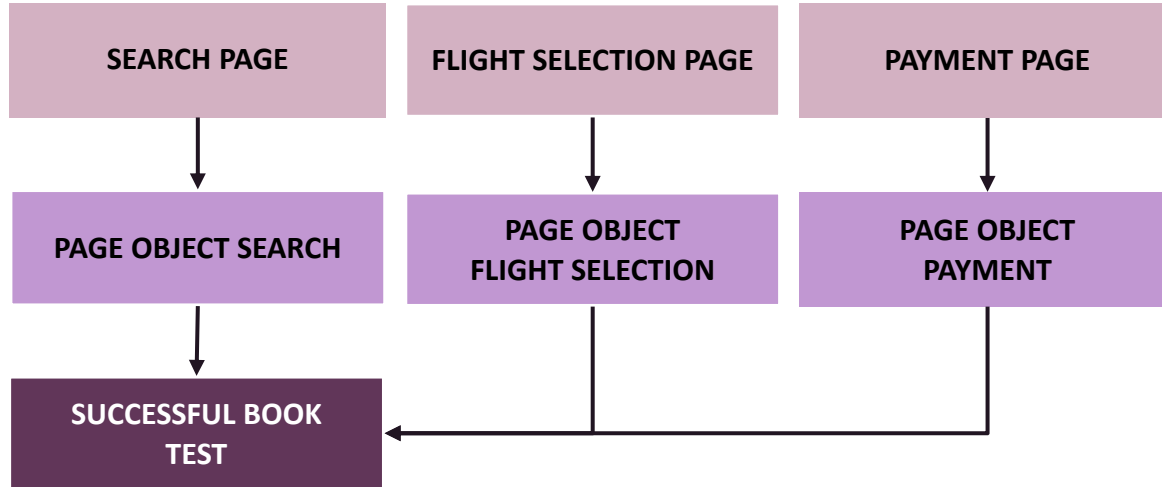 SEARCH PAGE
FLIGHT SELECTION PAGE
PAYMENT PAGE
PAGE OBJECT SEARCH
PAGE OBJECT
FLIGHT SELECTION
PAGE OBJECT
PAYMENT
SUCCESSFUL BOOK
TEST